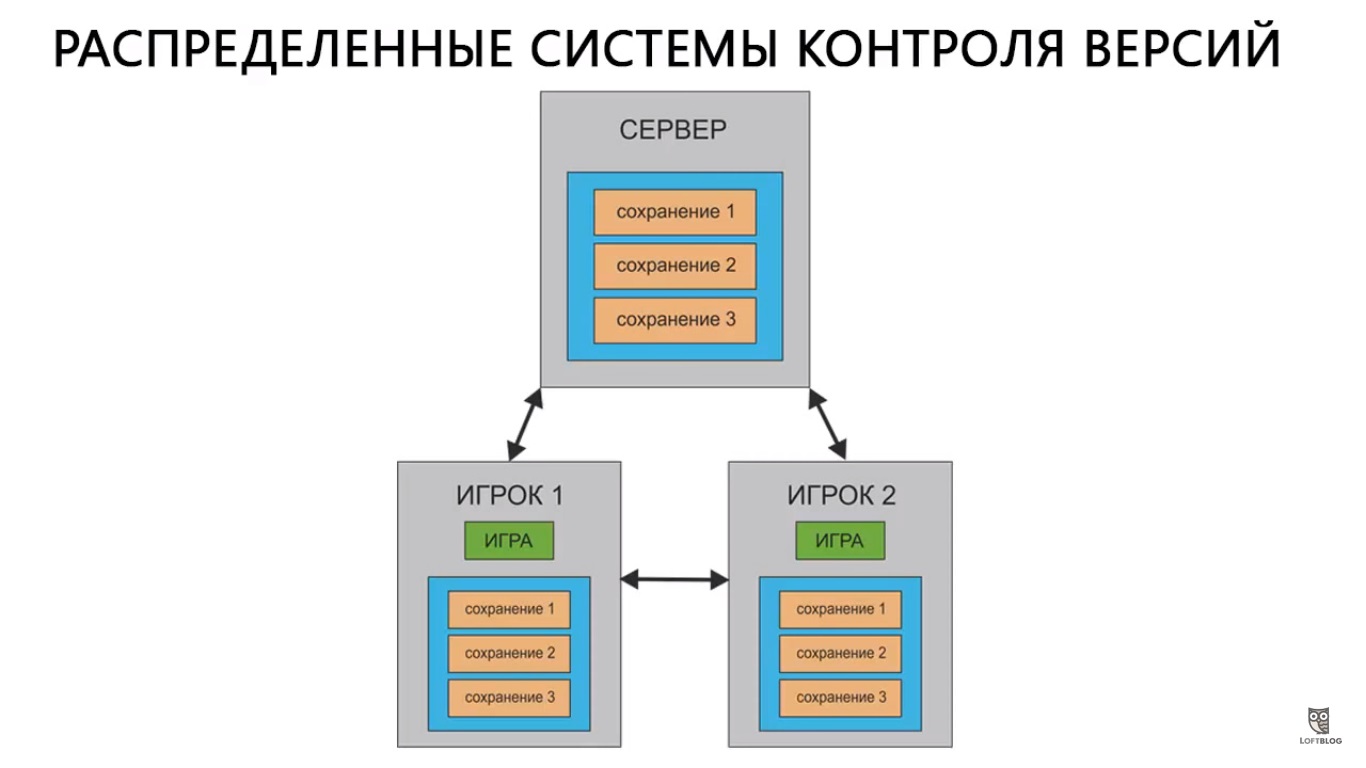 РАСПРЕДЕЛЕННЫЕ СИСТЕМЫ КОНТРОЛЯ ВЕРСИЙ
СЕРВЕР
сохранение 1
сохранение 2
сохранение 3
ИГРОК 1
ИГРА
сохранение 1
сохранение 2
сохранение 3
ИГРОК 2
ИГРА
сохранение 1
сохранение 2
сохранение 3
LOFTBLOG